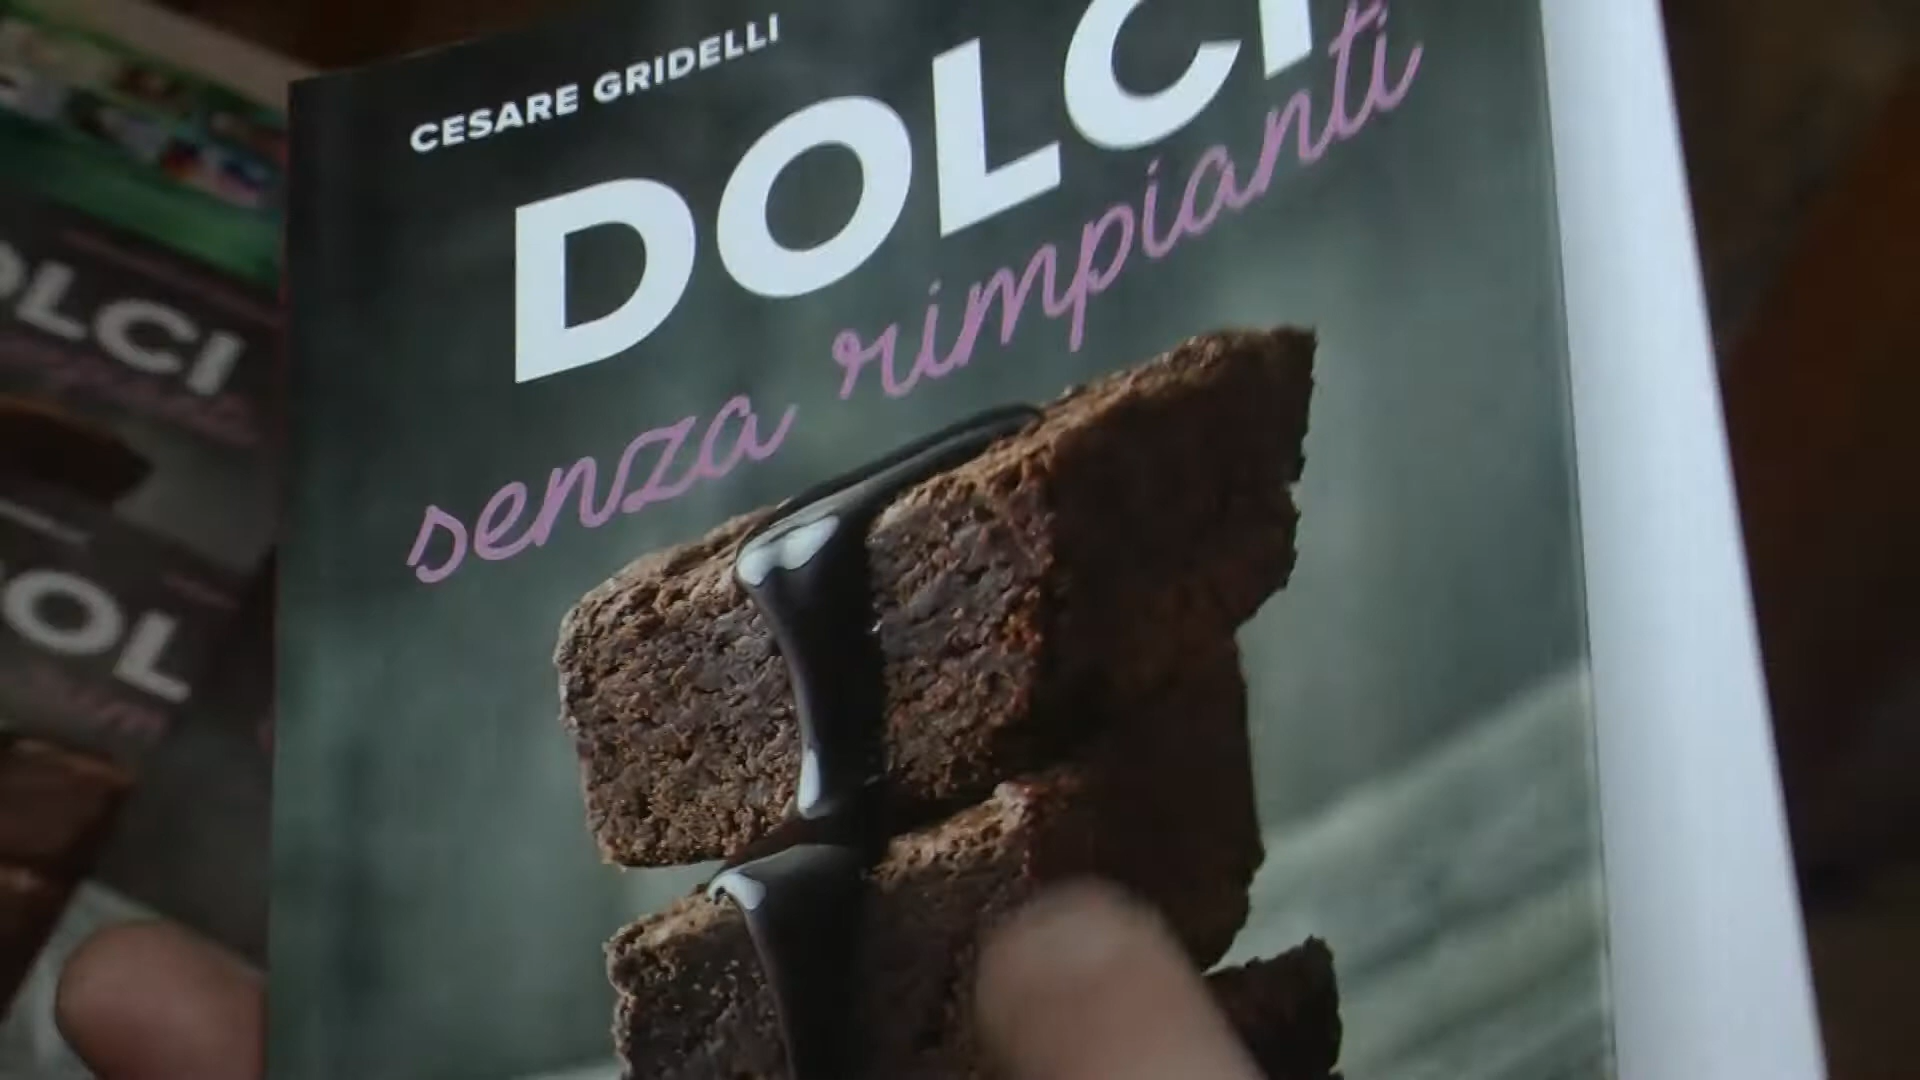 CESARE GRIDELLI
DOLCI
senza rimpianti
OLCI
OL